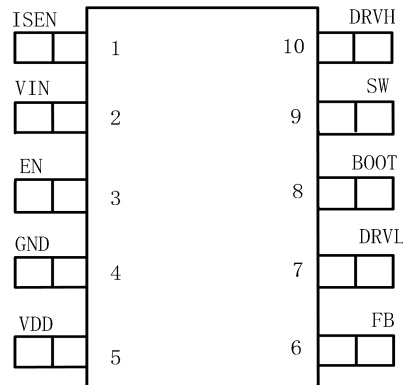 ISEN 1 10 DRVH
VIN 2 9 SW
EN 3 8 BOOT
GND 4 7 DRVL
VDD 5 6 FB